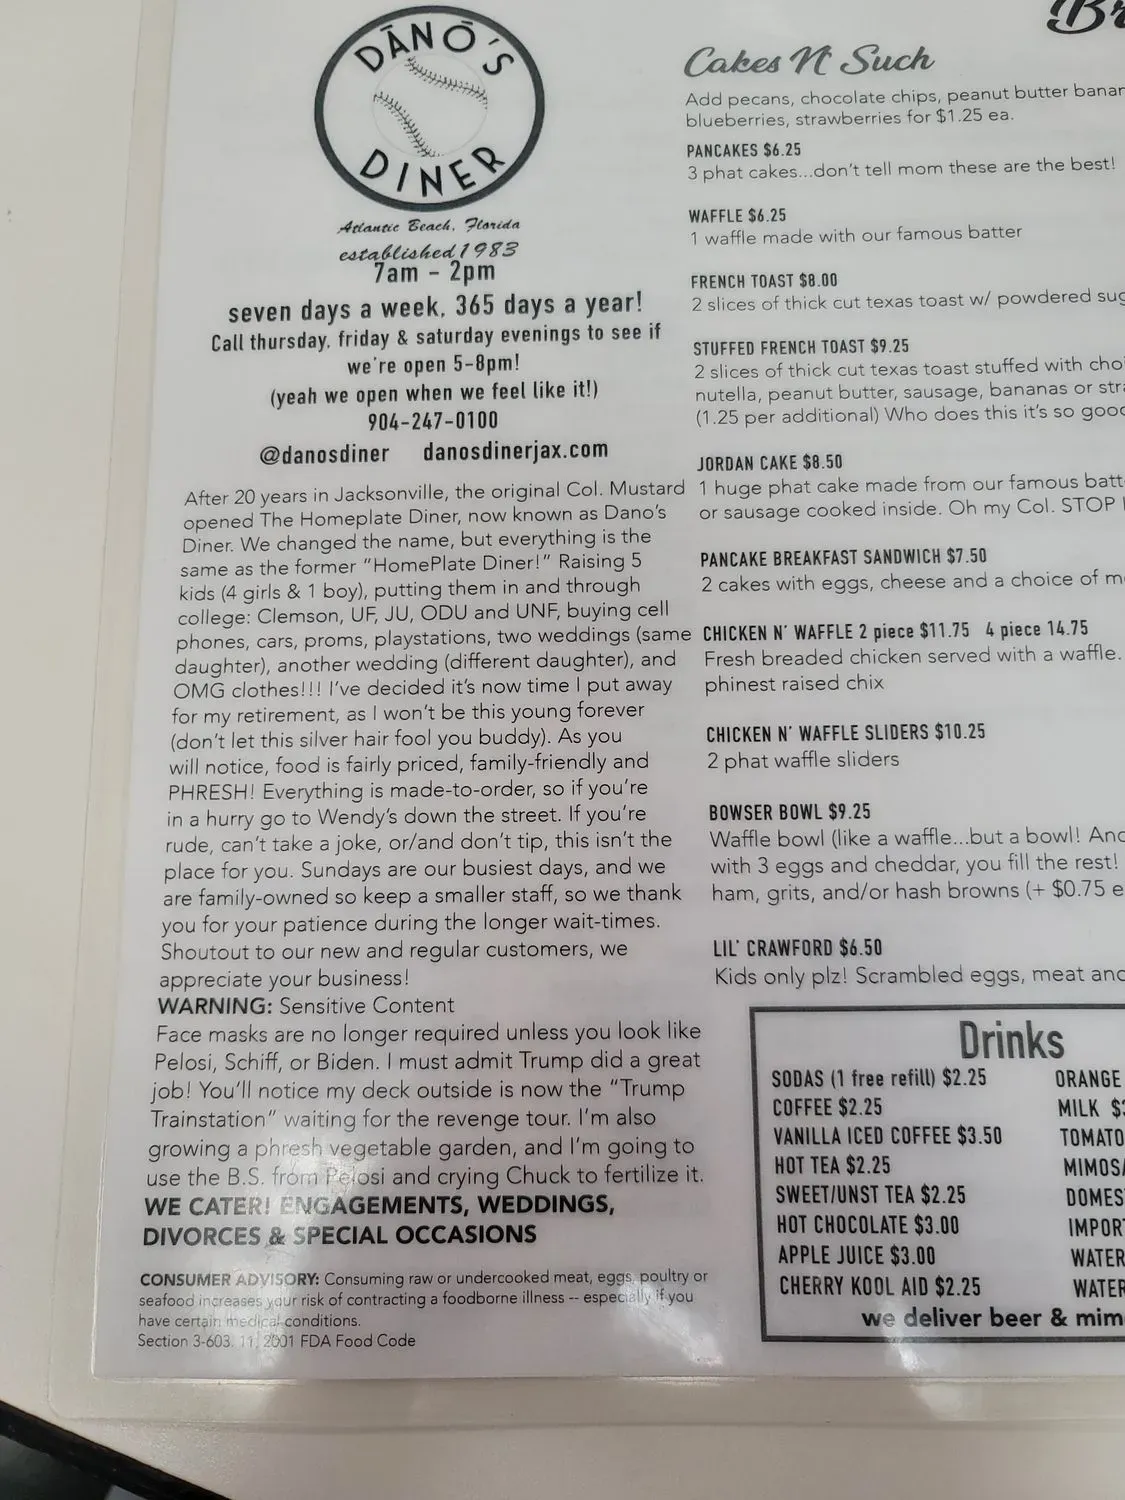 DĀNŌ'S
DINER
Atlantic Beach, Florida
established 1983
7am - 2pm
seven days a week, 365 days a year!
Call thursday, friday & saturday evenings to see if
we're open 5-8pm!
(yeah we open when we feel like it!)
904-247-0100
@danosdiner danosdinerjax.com
After 20 years in Jacksonville, the original Col. Mustard
opened The Homeplate Diner, now known as Dano's
Diner. We changed the name, but everything is the
same as the former "HomePlate Diner!" Raising 5
kids (4 girls & 1 boy), putting them in and through
college: Clemson, UF, JU, ODU and UNF, buying cell
phones, cars, proms, playstations, two weddings (same
daughter), another wedding (different daughter), and
OMG clothes!!! I've decided it's now time I put away
for my retirement, as I won't be this young forever
(don't let this silver hair fool you buddy). As you
will notice, food is fairly priced, family-friendly and
PHRESH! Everything is made-to-order, so if you're
in a hurry go to Wendy's down the street. If you're
rude, can't take a joke, or/and don't tip, this isn't the
place for you. Sundays are our busiest days, and we
are family-owned so keep a smaller staff, so we thank
you for your patience during the longer wait-times.
Shoutout to our new and regular customers, we
appreciate your business!
WARNING: Sensitive Content
Face masks are no longer required unless you look like
Pelosi, Schiff, or Biden. I must admit Trump did a great
job! You'll notice my deck outside is now the "Trump
Trainstation" waiting for the revenge tour. I'm also
growing a phresh vegetable garden, and I'm going to
use the B.S. from Pelosi and crying Chuck to fertilize it.
WE CATER! ENGAGEMENTS, WEDDINGS,
DIVORCES & SPECIAL OCCASIONS
CONSUMER ADVISORY: Consuming raw or undercooked meat, eggs, poultry or
seafood increases your risk of contracting a foodborne illness -- especially if you
have certain medical conditions.
Section 3-603. 11, 2001 FDA Food Code
Br
Cakes N' Such
Add pecans, chocolate chips, peanut butter banan
blueberries, strawberries for $1.25 ea.
PANCAKES $6.25
3 phat cakes...don't tell mom these are the best!
WAFFLE $6.25
1 waffle made with our famous batter
FRENCH TOAST $8.00
2 slices of thick cut texas toast w/ powdered sug
STUFFED FRENCH TOAST $9.25
2 slices of thick cut texas toast stuffed with choi
nutella, peanut butter, sausage, bananas or stra
(1.25 per additional) Who does this it's so good
JORDAN CAKE $8.50
1 huge phat cake made from our famous batt
or sausage cooked inside. Oh my Col. STOP
PANCAKE BREAKFAST SANDWICH $7.50
2 cakes with eggs, cheese and a choice of m
CHICKEN N' WAFFLE 2 piece $11.75 4 piece 14.75
Fresh breaded chicken served with a waffle.
phinest raised chix
CHICKEN N' WAFFLE SLIDERS $10.25
2 phat waffle sliders
BOWSER BOWL $9.25
Waffle bowl (like a waffle...but a bowl! And
with 3 eggs and cheddar, you fill the rest!
ham, grits, and/or hash browns (+ $0.75 e
LIL' CRAWFORD $6.50
Kids only plz! Scrambled eggs, meat and
Drinks
SODAS (1 free refill) $2.25
COFFEE $2.25
VANILLA ICED COFFEE $3.50
HOT TEA $2.25
SWEET/UNST TEA $2.25
HOT CHOCOLATE $3.00
APPLE JUICE $3.00
CHERRY KOOL AID $2.25
ORANGE
MILK $3
TOMATO
MIMOSA
DOMES
IMPOR
WATER
WATER
we deliver beer & mim